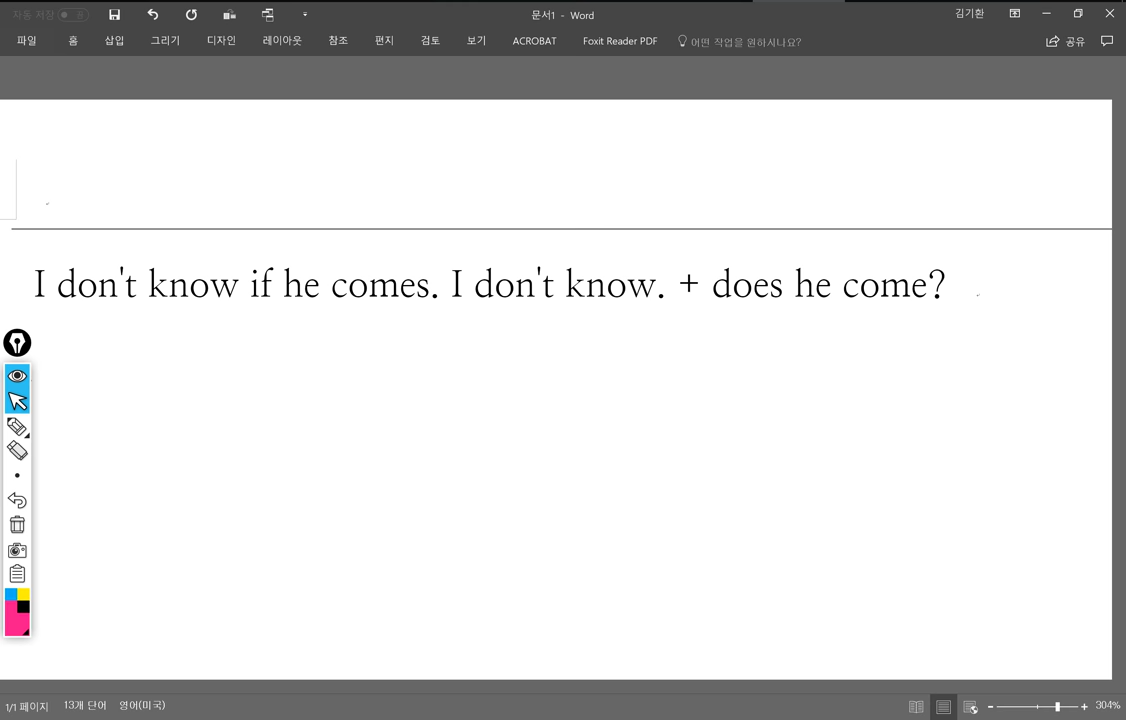 자동 저장
문서1 - Word
김기환
파일 홈 삽입 그리기 디자인 레이아웃 참조 편지 검토 보기 ACROBAT Foxit Reader PDF 어떤 작업을 원하시나요? 공유
I don't know if he comes. I don't know. + does he come?
1/1 페이지 13개 단어 영어(미국) 304%